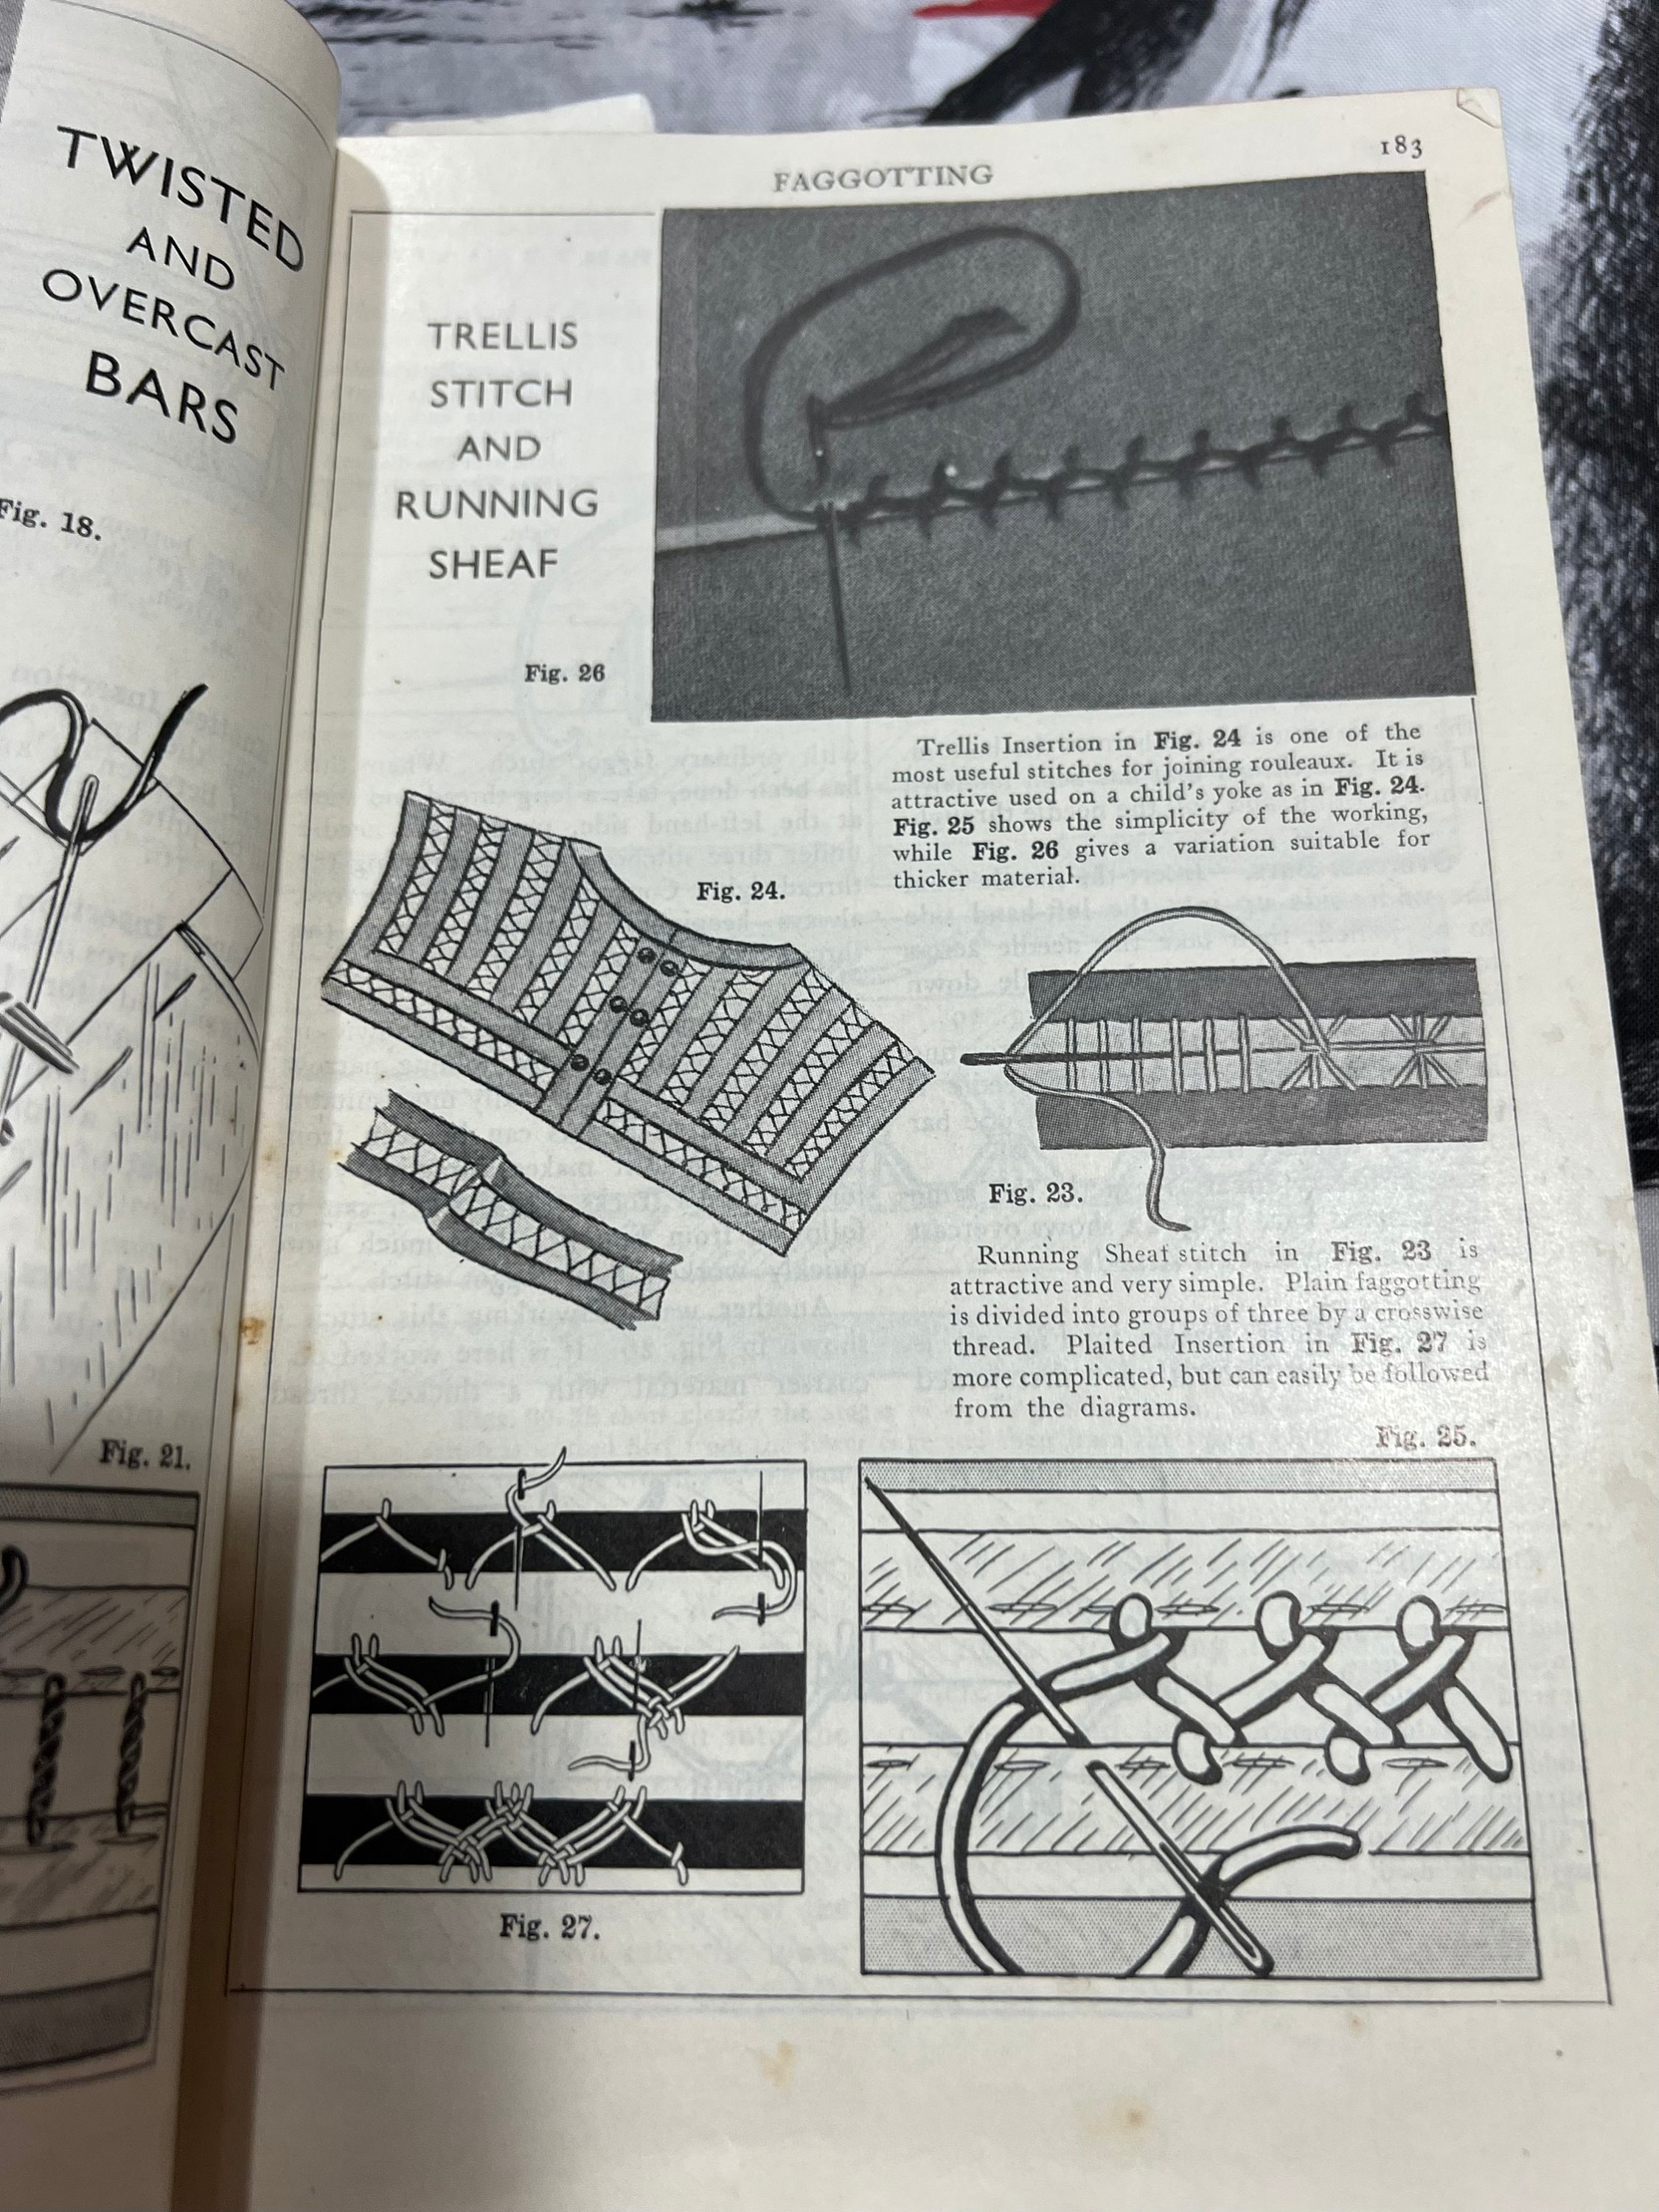 TWISTED
AND
OVERCAST
BARS
Fig. 18.
Fig. 21.
183
FAGGOTTING
TRELLIS
STITCH
AND
RUNNING
SHEAF
Fig. 26
Trellis Insertion in Fig. 24 is one of the
most useful stitches for joining rouleaux. It is
attractive used on a child's yoke as in Fig. 24.
Fig. 25 shows the simplicity of the working,
while Fig. 26 gives a variation suitable for
thicker material.
Fig. 24.
Fig. 23.
Running Sheaf stitch in Fig. 23 is
attractive and very simple. Plain faggotting
is divided into groups of three by a crosswise
thread. Plaited Insertion in Fig. 27 is
more complicated, but can easily be followed
from the diagrams.
Fig. 25.
Fig. 27.